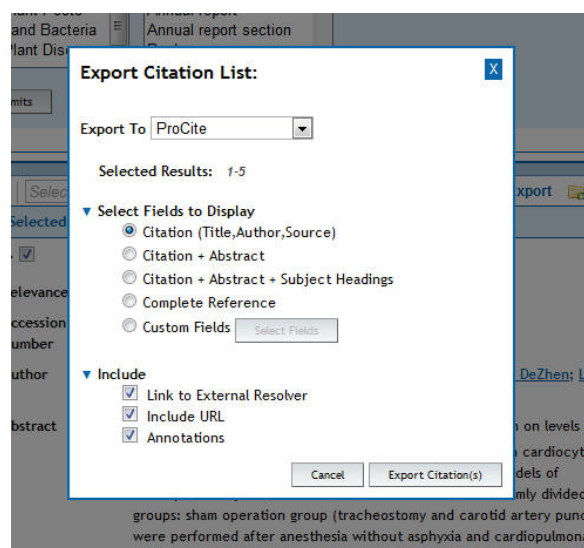 Annual report
and Bacteria
Annual report section
Plant Dise
Export Citation List:
X
mits
Export To ProCite
Selected Results: 1-5
Selec
xport
▼ Select Fields to Display
Selected
Citation (Title,Author,Source)
Citation + Abstract
Citation + Abstract + Subject Headings
elevance
Complete Reference
ccession
umber
Custom Fields Select Fields
uthor
▼ Include
DeZhen; L
Link to External Resolver
Include URL
bstract
on levels
Annotations
cardiocyt
Cancel Export Citation(s)
dels of
mly divided
groups: sham operation group (tracheostomy and carotid artery punc
were performed after anesthesia without asphyxia and cardiopulmona